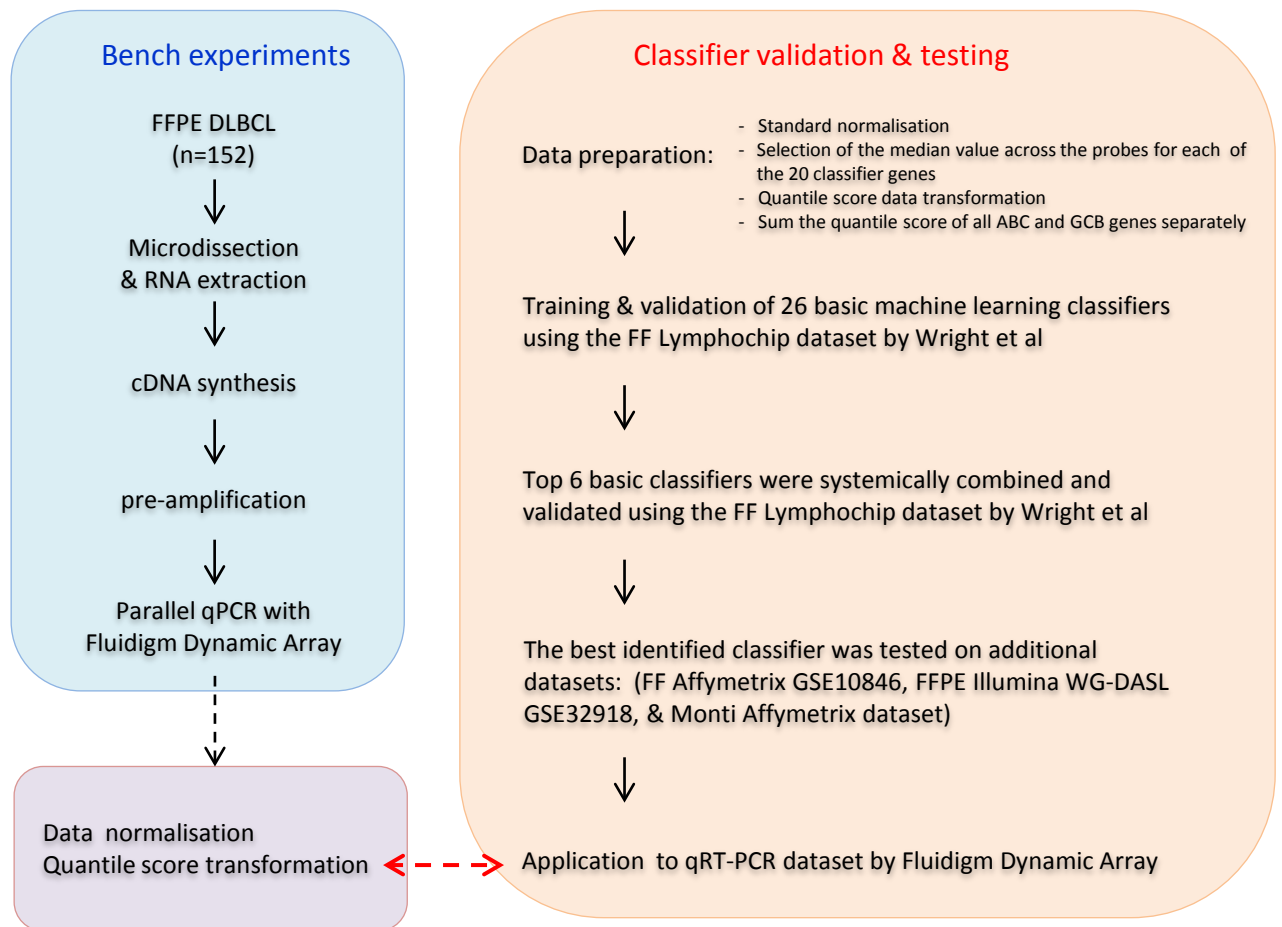 Bench experiments
FFPE DLBCL
(n=152)
Microdissection
& RNA extraction
cDNA synthesis
pre-amplification
Parallel qPCR with
Fluidigm Dynamic Array
Data normalisation
Quantile score transformation
Classifier validation & testing
Data preparation:
- Standard normalisation
- Selection of the median value across the probes for each of
the 20 classifier genes
- Quantile score data transformation
- Sum the quantile score of all ABC and GCB genes separately
Training & validation of 26 basic machine learning classifiers
using the FF Lymphochip dataset by Wright et al
Top 6 basic classifiers were systemically combined and
validated using the FF Lymphochip dataset by Wright et al
The best identified classifier was tested on additional
datasets: (FF Affymetrix GSE10846, FFPE Illumina WG-DASL
GSE32918, & Monti Affymetrix dataset)
Application to qRT-PCR dataset by Fluidigm Dynamic Array